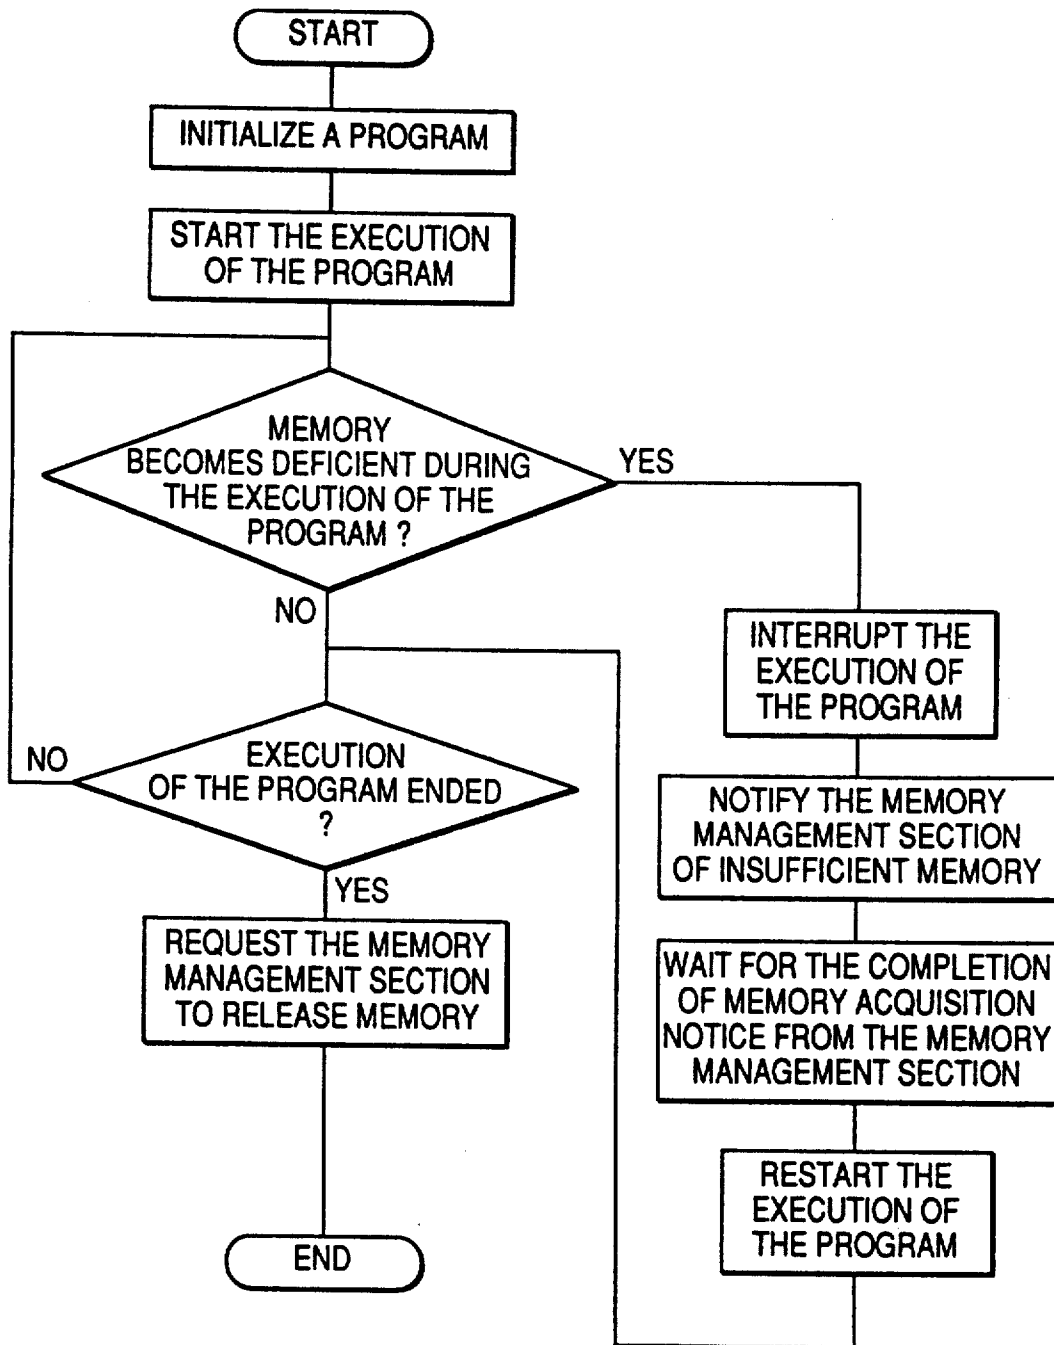 START
INITIALIZE A PROGRAM
START THE EXECUTION
OF THE PROGRAM
MEMORY
BECOMES DEFICIENT DURING
THE EXECUTION OF THE
PROGRAM ?
YES
NO
INTERRUPT THE
EXECUTION OF
THE PROGRAM
NO
EXECUTION
OF THE PROGRAM ENDED
?
YES
NOTIFY THE MEMORY
MANAGEMENT SECTION
OF INSUFFICIENT MEMORY
REQUEST THE MEMORY
MANAGEMENT SECTION
TO RELEASE MEMORY
WAIT FOR THE COMPLETION
OF MEMORY ACQUISITION
NOTICE FROM THE MEMORY
MANAGEMENT SECTION
RESTART THE
EXECUTION OF
THE PROGRAM
END